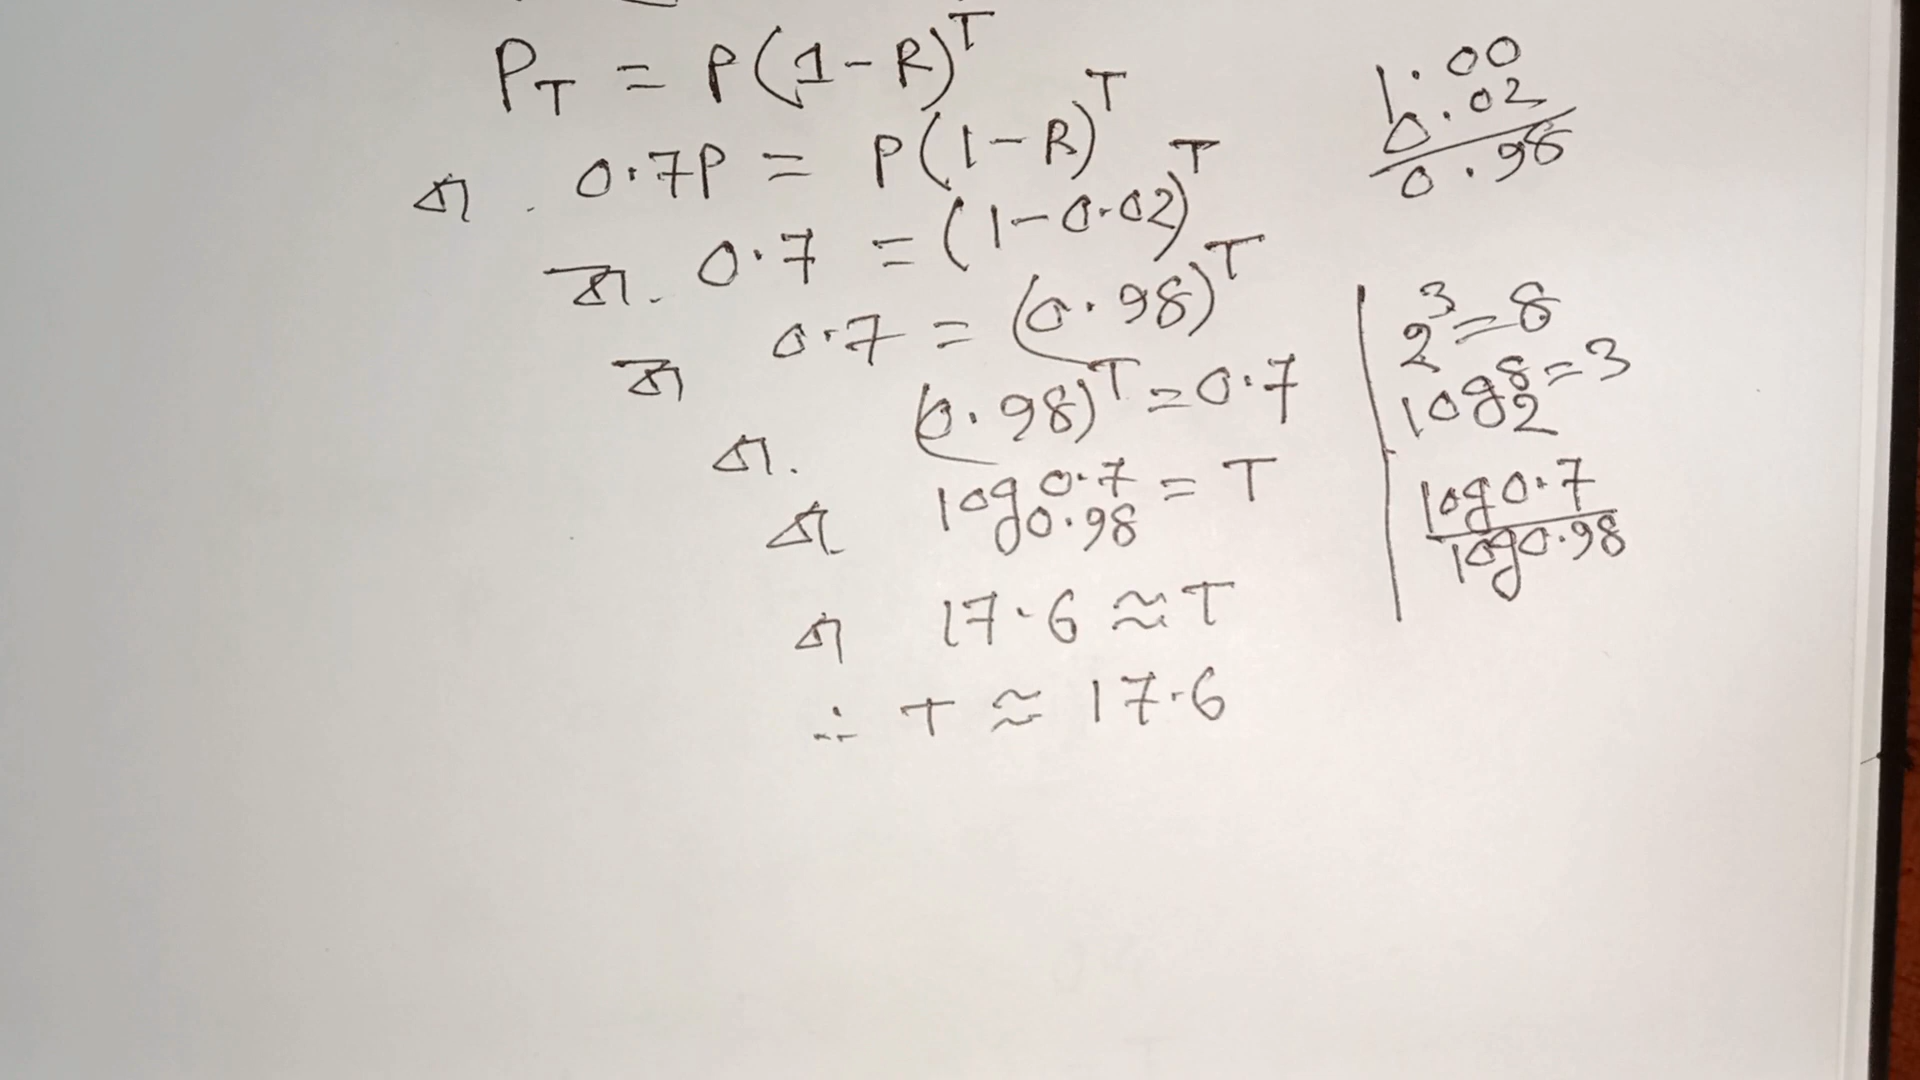 P_T = P(1-R)^T
বা . 0.7P = P(1-R)^T
বা . 0.7 = (1-0.02)^T
বা 0.7 = (0.98)^T
বা . (0.98)^T = 0.7
বা log_0.98 0.7 = T
বা 17.6 ≈ T
∴ T ≈ 17.6
1.00
0.02
0.98
2^3 = 8
log_2 8 = 3
log 0.7
log 0.98